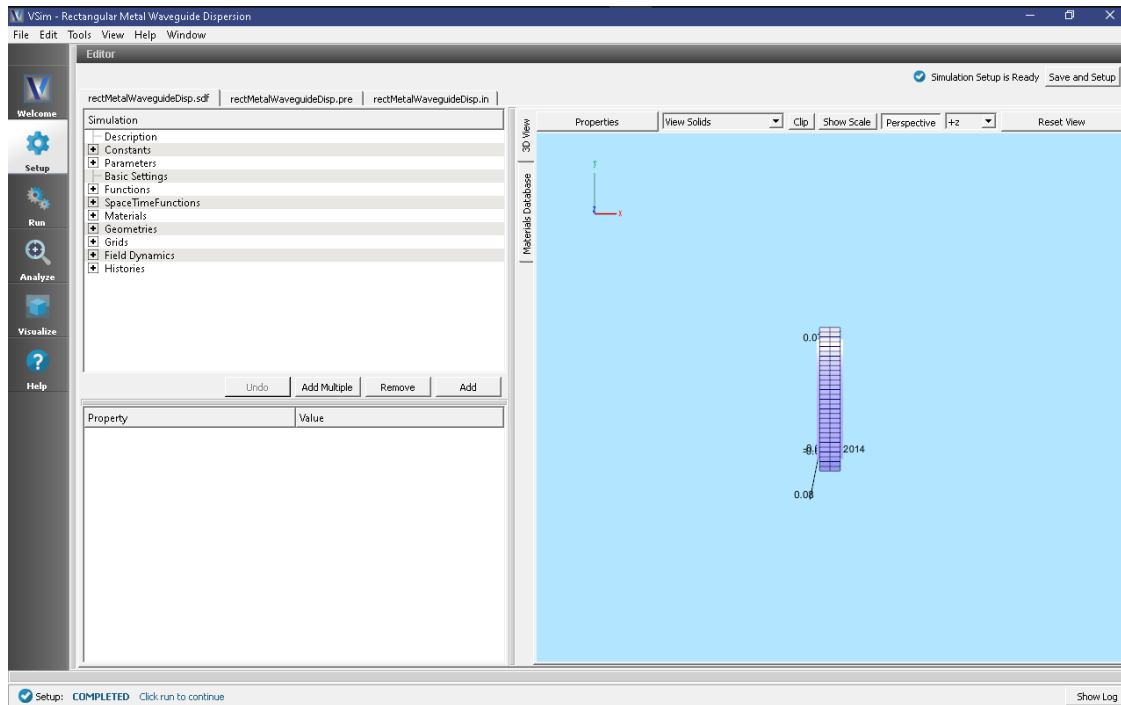 VSim - Rectangular Metal Waveguide Dispersion
File Edit Tools View Help Window
Editor
Simulation Setup is Ready Save and Setup
Welcome
Setup
Run
Analyze
Visualize
Help
rectMetalWaveguideDisp.sdf rectMetalWaveguideDisp.pre rectMetalWaveguideDisp.in
Simulation
Description
Constants
Parameters
Basic Settings
Functions
SpaceTimeFunctions
Materials
Geometries
Grids
Field Dynamics
Histories
Undo Add Multiple Remove Add
Property Value
3D View
Materials Database
Properties View Solids Clip Show Scale Perspective +z Reset View
Y
Z X
2014
0.08
Setup: COMPLETED Click run to continue Show Log